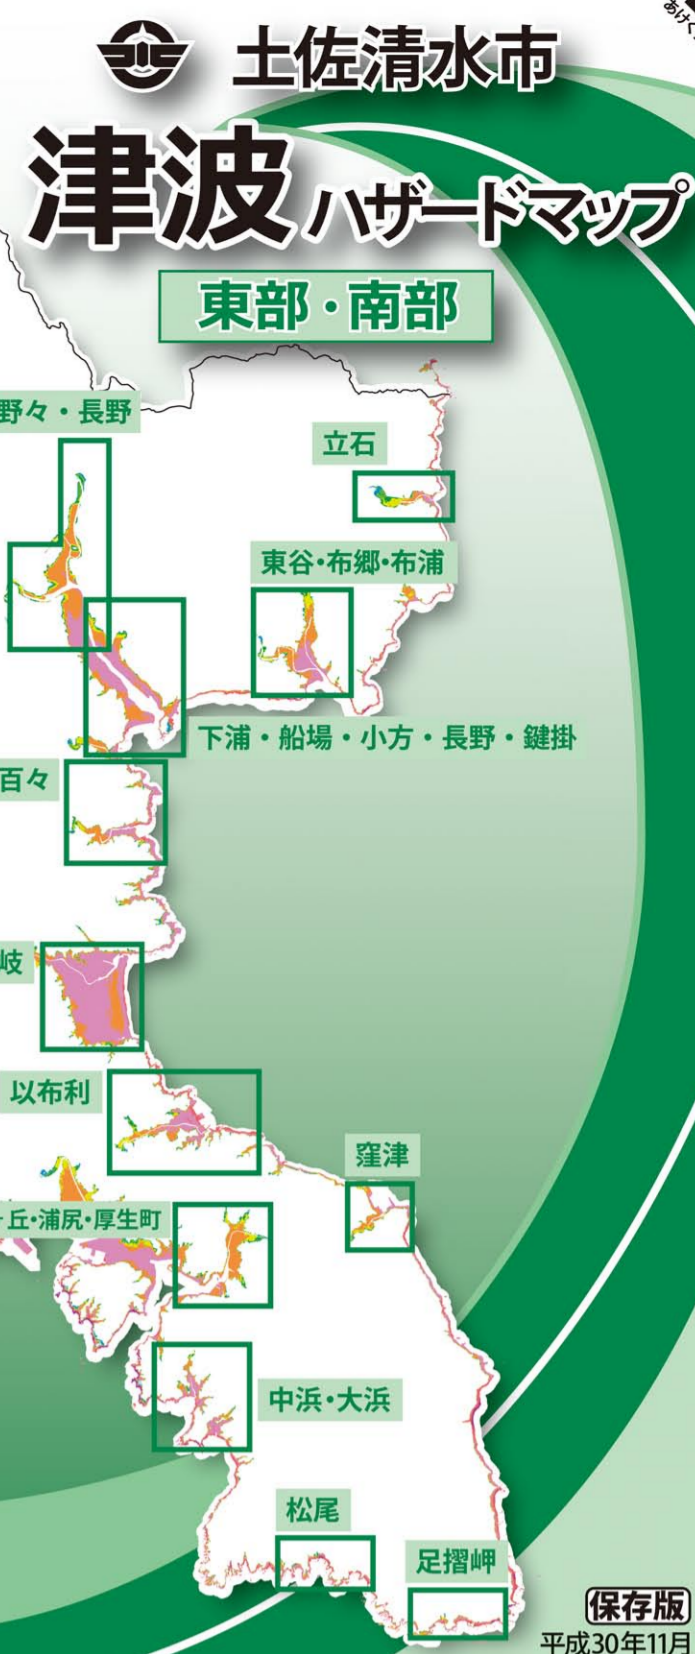 土佐清水市
津波ハザードマップ
東部・南部
野々・長野
立石
東谷・布郷・布浦
下浦・船場・小方・長野・鍵掛
百々
岐
以布利
窪津
丘・浦尻・厚生町
中浜・大浜
松尾
足摺岬
保存版
平成30年11月